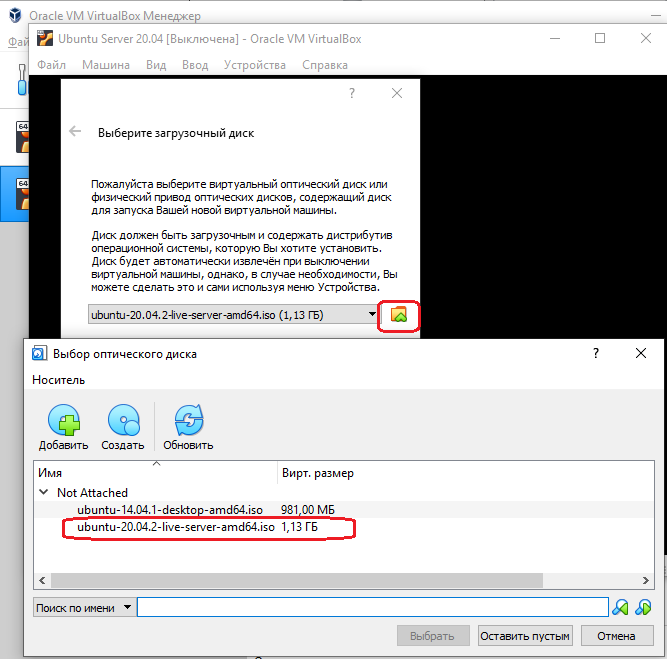 Oracle VM VirtualBox Менеджер
Фай
Ubuntu Server 20.04 [Выключена] - Oracle VM VirtualBox
Файл Машина Вид Ввод Устройства Справка
64
64
?
Выберите загрузочный диск
Пожалуйста выберите виртуальный оптический диск или
физический привод оптических дисков, содержащий диск
для запуска Вашей новой виртуальной машины.
Диск должен быть загрузочным и содержать дистрибутив
операционной системы, которую Вы хотите установить.
Диск будет автоматически извлечён при выключении
виртуальной машины, однако, в случае необходимости, Вы
можете сделать это и сами используя меню Устройства.
ubuntu-20.04.2-live-server-amd64.iso (1,13 ГБ)
Выбор оптического диска ?
Носитель
Добавить Создать Обновить
Имя Вирт. размер
Not Attached
ubuntu-14.04.1-desktop-amd64.iso 981,00 МБ
ubuntu-20.04.2-live-server-amd64.iso 1,13 ГБ
Поиск по имени
Выбрать Оставить пустым Отмена